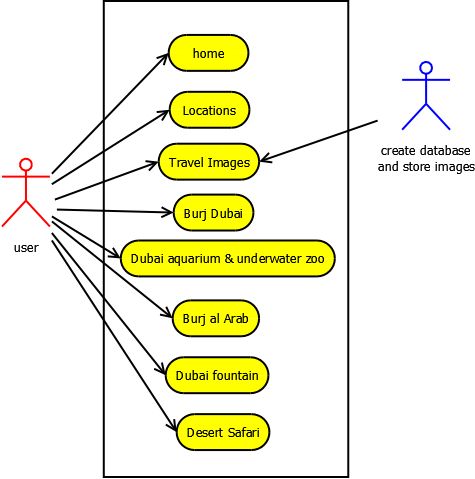 home
Locations
Travel Images
create database
and store images
Burj Dubai
user
Dubai aquarium & underwater zoo
Burj al Arab
Dubai fountain
Desert Safari